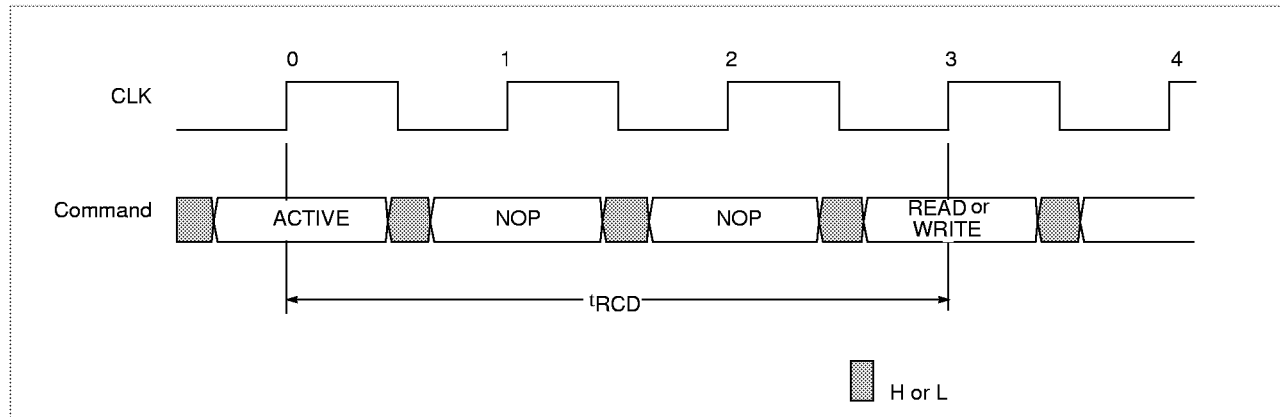 0 1 2 3 4
CLK
Command
ACTIVE NOP NOP READ or WRITE
tRCD
H or L